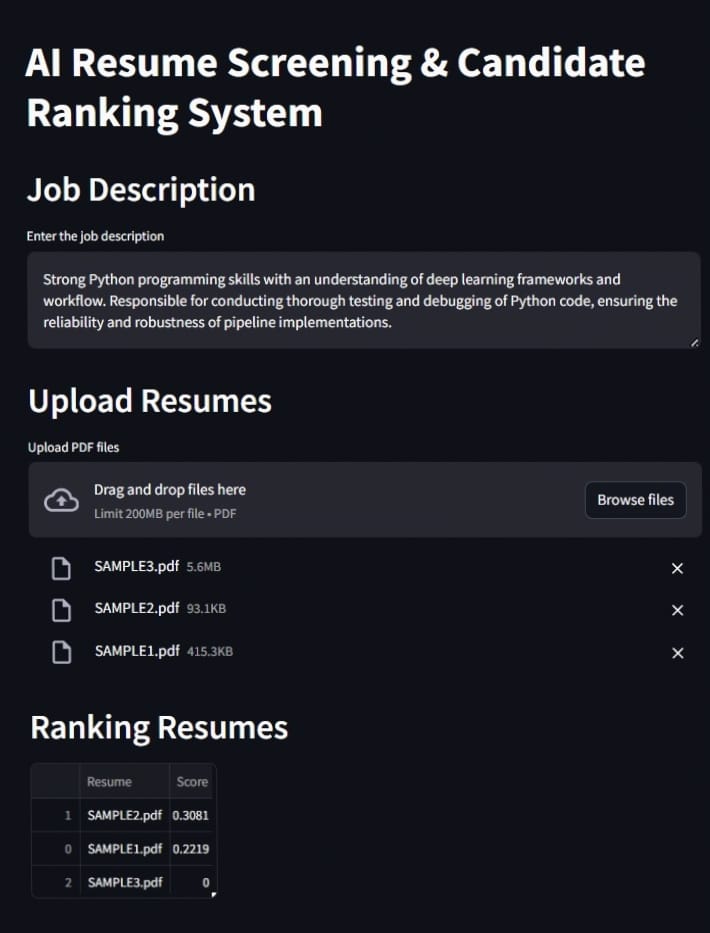 AI Resume Screening & Candidate
Ranking System
Job Description
Enter the job description
Strong Python programming skills with an understanding of deep learning frameworks and
workflow. Responsible for conducting thorough testing and debugging of Python code, ensuring the
reliability and robustness of pipeline implementations.
Upload Resumes
Upload PDF files
Drag and drop files here
Limit 200MB per file • PDF
Browse files
SAMPLE3.pdf 5.6MB
SAMPLE2.pdf 93.1KB
SAMPLE1.pdf 415.3KB
Ranking Resumes
Resume Score
1 SAMPLE2.pdf 0.3081
0 SAMPLE1.pdf 0.2219
2 SAMPLE3.pdf 0